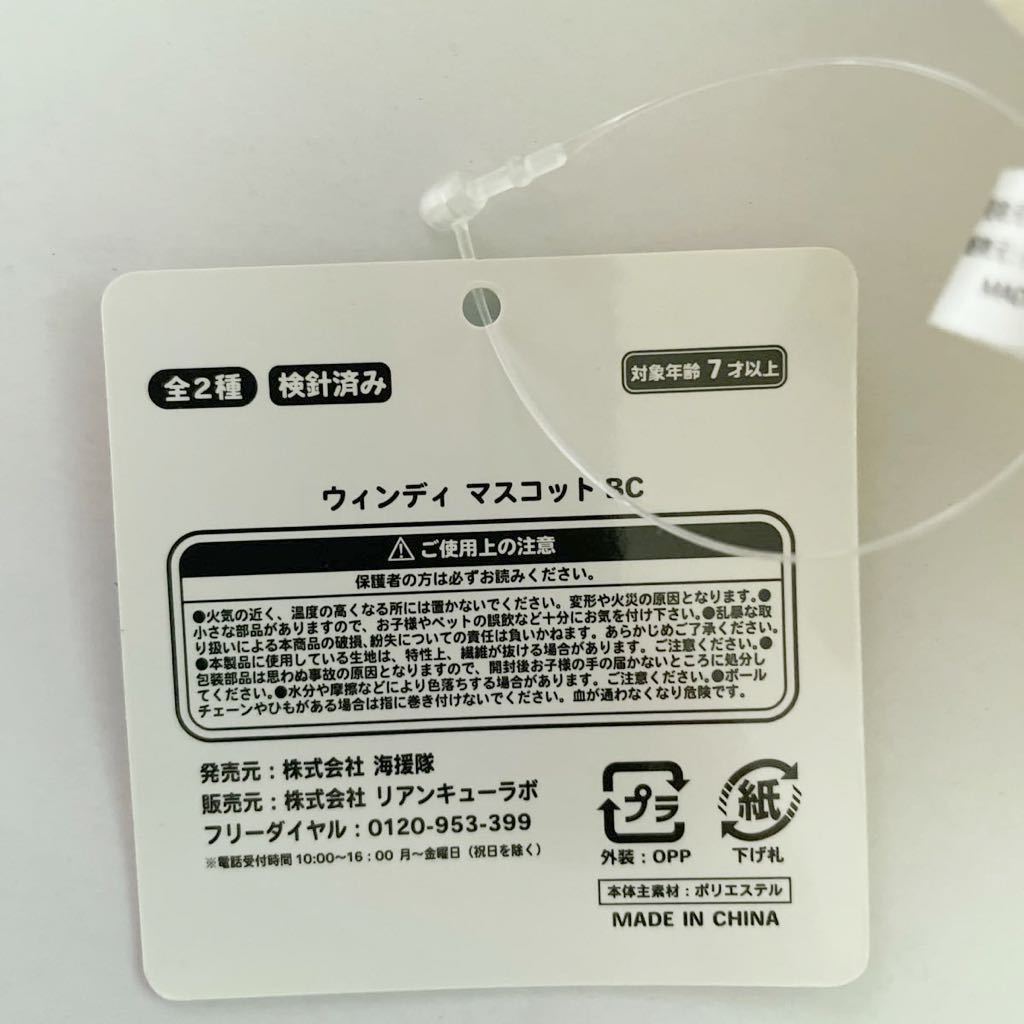 全2種 検針済み 対象年齢 7才以上
ウィンディ マスコット BC
⚠ ご使用上の注意
保護者の方は必ずお読みください。
●火気の近く、温度の高くなる所には置かないでください。変形や火災の原因となります。●
小さな部品がありますので、お子様やペットの誤飲など十分にお気を付け下さい。●乱暴な取
り扱いによる本商品の破損、紛失についての責任は負いかねます。あらかじめご了承ください。
●本製品に使用している生地は、特性上、繊維が抜ける場合があります。ご注意ください。●
包装部品は思わぬ事故の原因となりますので、開封後お子様の手の届かないところに処分し
てください。●水分や摩擦などにより色落ちする場合があります。ご注意ください。●ボール
チェーンやひもがある場合は指に巻き付けないでください。血が通わなくなり危険です。
発売元：株式会社 海援隊
販売元：株式会社 リアンキューラボ
フリーダイヤル：0120-953-399
※電話受付時間 10:00〜16：00 月〜金曜日（祝日を除く）
プラ
外装：OPP
紙
下げ札
本体主素材：ポリエステル
MADE IN CHINA